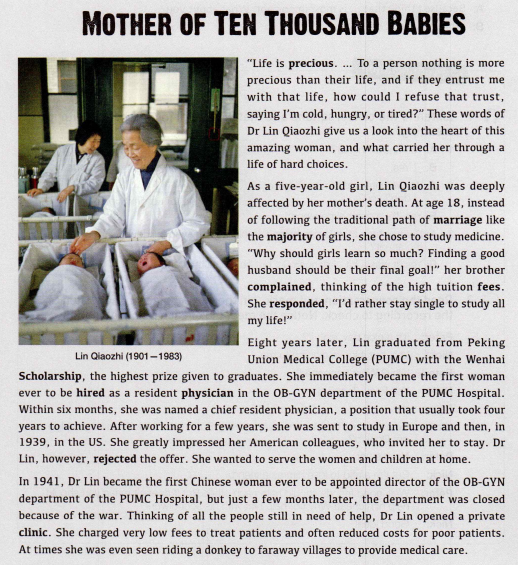 MOTHER OF TEN THOUSAND BABIES
"Life is precious. ... To a person nothing is more
precious than their life, and if they entrust me
with that life, how could I refuse that trust,
saying I'm cold, hungry, or tired?" These words of
Dr Lin Qiaozhi give us a look into the heart of this
amazing woman, and what carried her through a
life of hard choices.
As a five-year-old girl, Lin Qiaozhi was deeply
affected by her mother's death. At age 18, instead
of following the traditional path of marriage like
the majority of girls, she chose to study medicine.
"Why should girls learn so much? Finding a good
husband should be their final goal!" her brother
complained, thinking of the high tuition fees.
She responded, "I'd rather stay single to study all
my life!"
Lin Qiaozhi (1901—1983)
Eight years later, Lin graduated from Peking
Union Medical College (PUMC) with the Wenhai
Scholarship, the highest prize given to graduates. She immediately became the first woman
ever to be hired as a resident physician in the OB-GYN department of the PUMC Hospital.
Within six months, she was named a chief resident physician, a position that usually took four
years to achieve. After working for a few years, she was sent to study in Europe and then, in
1939, in the US. She greatly impressed her American colleagues, who invited her to stay. Dr
Lin, however, rejected the offer. She wanted to serve the women and children at home.
In 1941, Dr Lin became the first Chinese woman ever to be appointed director of the OB-GYN
department of the PUMC Hospital, but just a few months later, the department was closed
because of the war. Thinking of all the people still in need of help, Dr Lin opened a private
clinic. She charged very low fees to treat patients and often reduced costs for poor patients.
At times she was even seen riding a donkey to faraway villages to provide medical care.